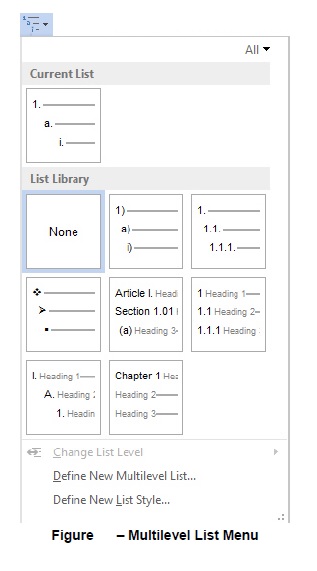 All
Current List
1.
a.
i.
List Library
None
1)
a)
i)
1.
1.1.
1.1.1.
Article I. Head
Section 1.01
(a) Heading 3-
1 Heading 1
1.1 Heading 2
1.1.1 Heading
I. Heading 1
A. Heading
1. Headin
Chapter 1 Hea
Heading 2
Heading 3
Change List Level
Define New Multilevel List...
Define New List Style...
Figure – Multilevel List Menu